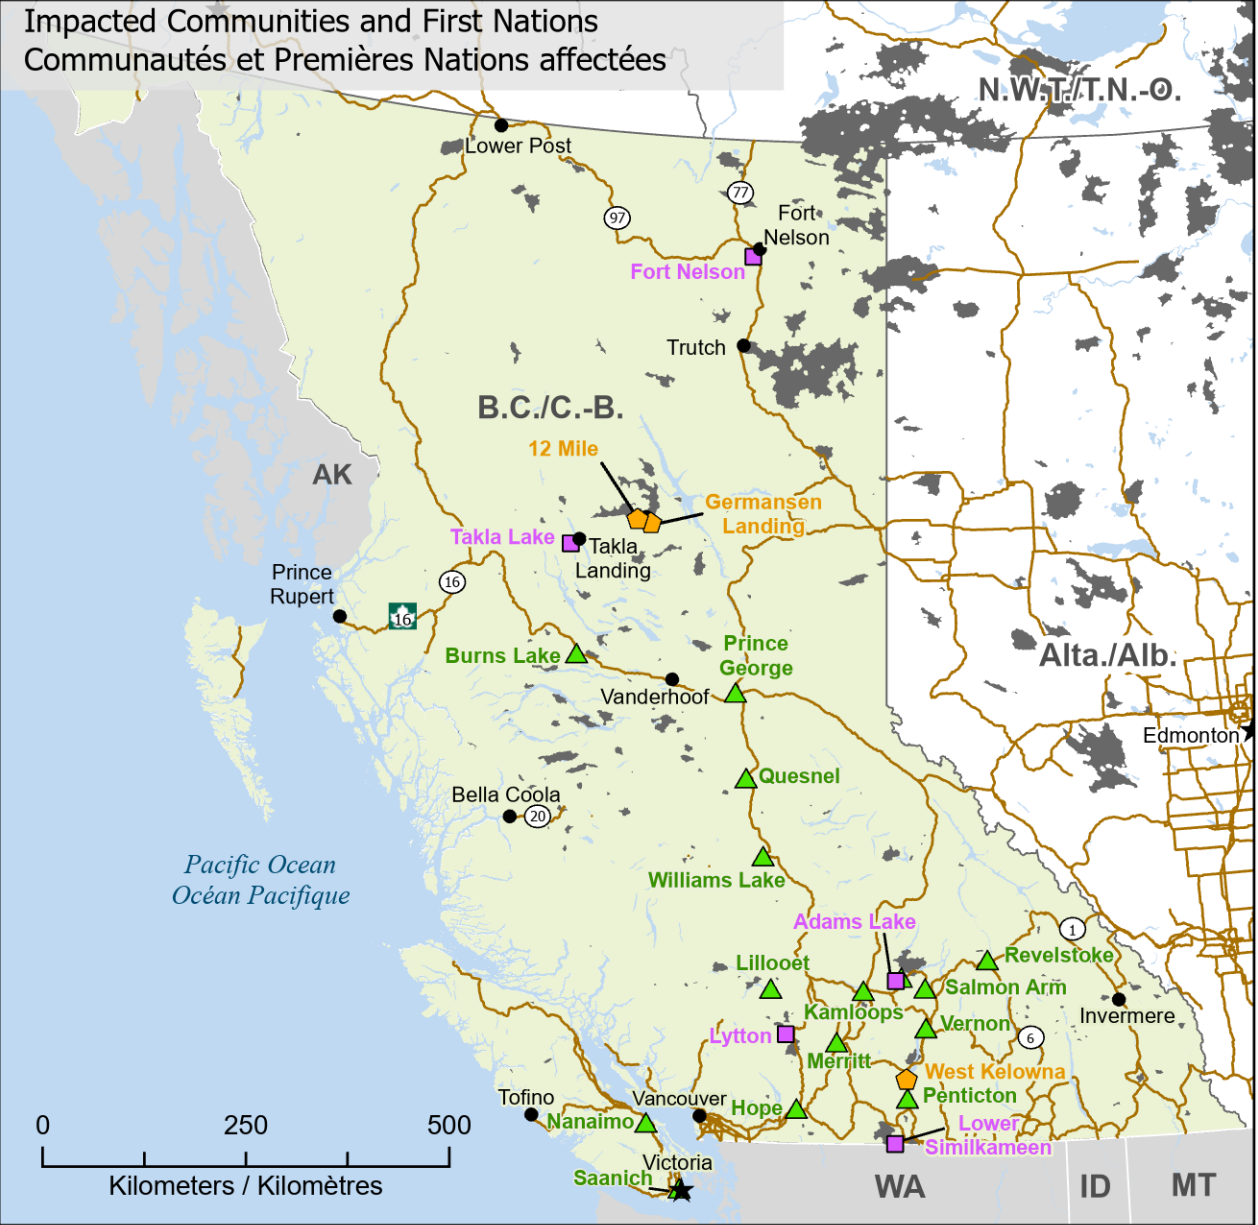 Impacted Communities and First Nations
Communautés et Premières Nations affectées
N.W.T./T.N.-O.
Lower Post
77
97
Fort
Nelson
Fort Nelson
Trutch
B.C./C.-B.
12 Mile
AK
Germansen
Landing
Takla Lake
Takla
Landing
Prince
Rupert
16
16
Burns Lake
Prince
George
Alta./Alb.
Vanderhoof
Edmonton
Quesnel
Bella Coola
20
Pacific Ocean
Océan Pacifique
Williams Lake
Adams Lake
1
Revelstoke
Lillooet
Salmon Arm
Kamloops
Invermere
Vernon
Lytton
6
Merritt
West Kelowna
Penticton
Tofino
Vancouver
Hope
Nanaimo
Lower
Similkameen
0 250 500
Kilometers / Kilomètres
Victoria
Saanich
WA
ID
MT